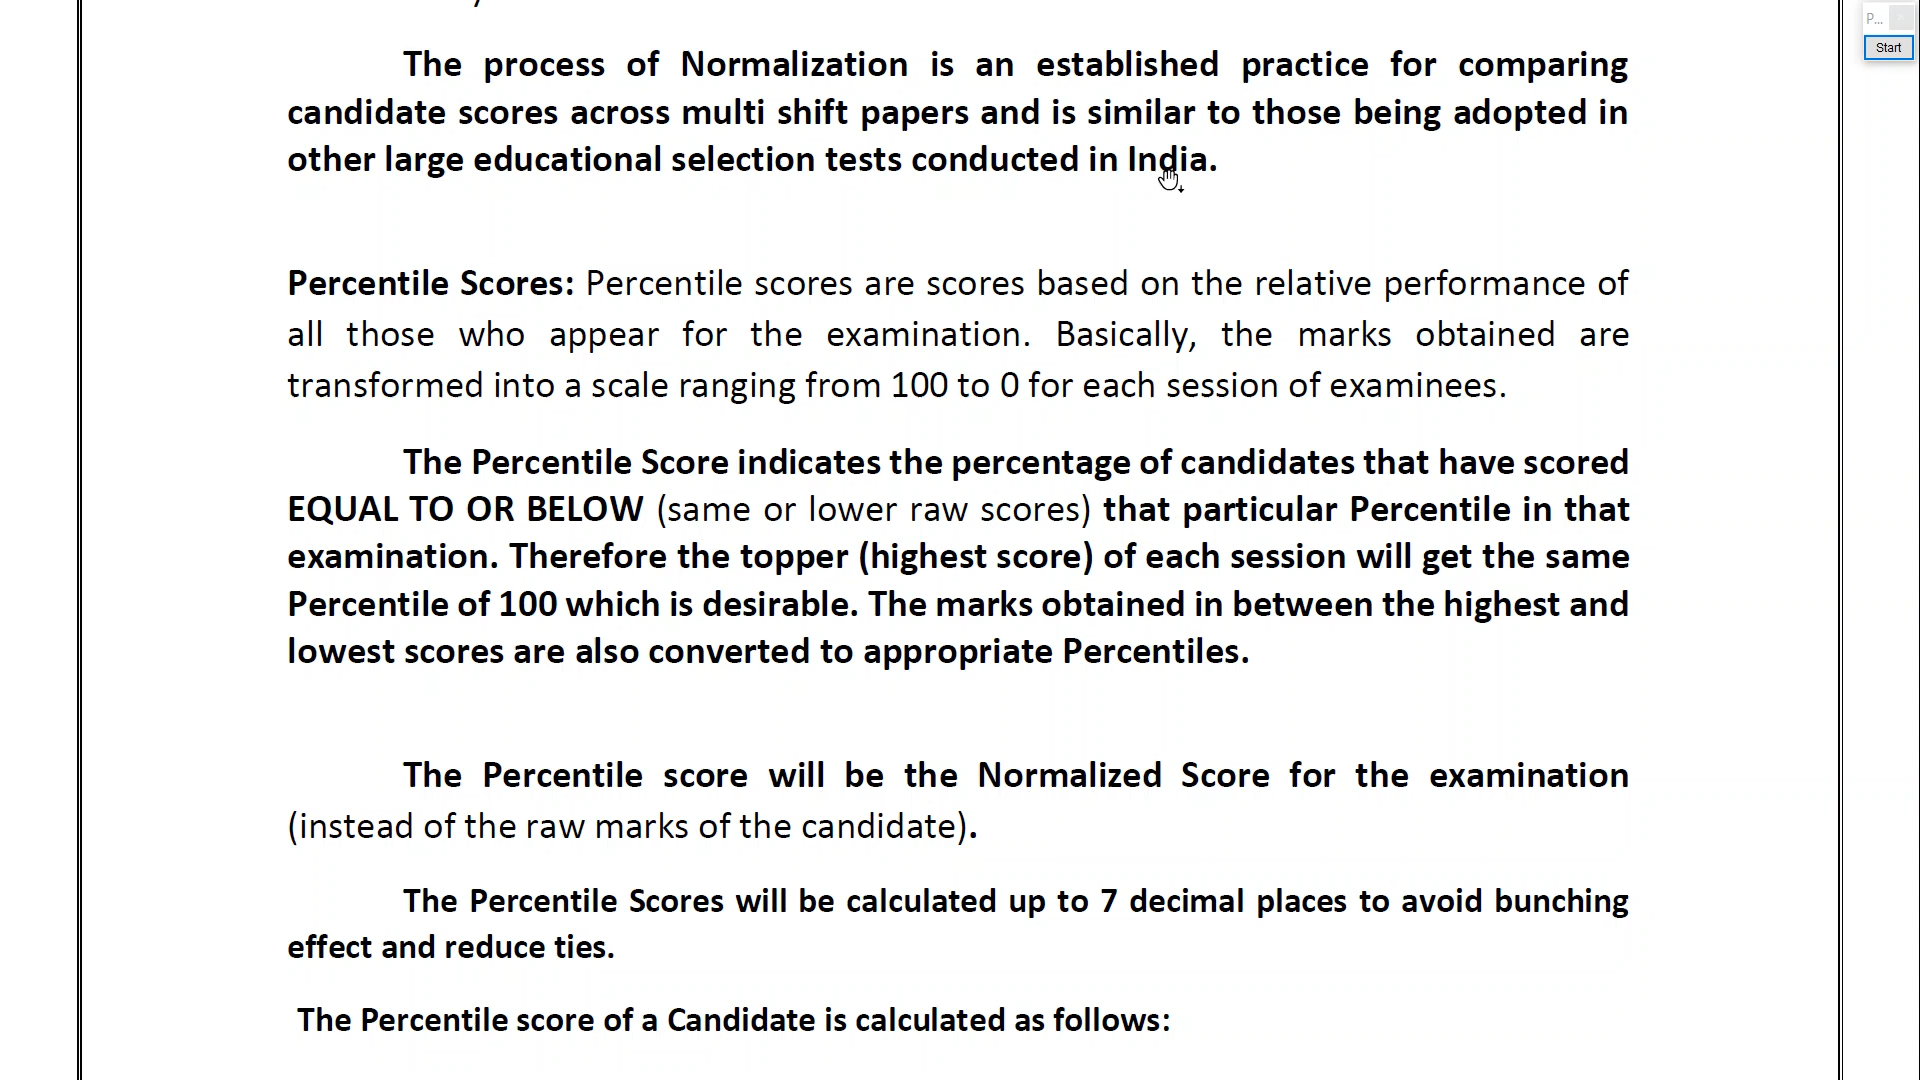 The process of Normalization is an established practice for comparing
candidate scores across multi shift papers and is similar to those being adopted in
other large educational selection tests conducted in India.
Percentile Scores: Percentile scores are scores based on the relative performance of
all those who appear for the examination. Basically, the marks obtained are
transformed into a scale ranging from 100 to 0 for each session of examinees.
The Percentile Score indicates the percentage of candidates that have scored
EQUAL TO OR BELOW (same or lower raw scores) that particular Percentile in that
examination. Therefore the topper (highest score) of each session will get the same
Percentile of 100 which is desirable. The marks obtained in between the highest and
lowest scores are also converted to appropriate Percentiles.
The Percentile score will be the Normalized Score for the examination
(instead of the raw marks of the candidate).
The Percentile Scores will be calculated up to 7 decimal places to avoid bunching
effect and reduce ties.
The Percentile score of a Candidate is calculated as follows:
P...
Start